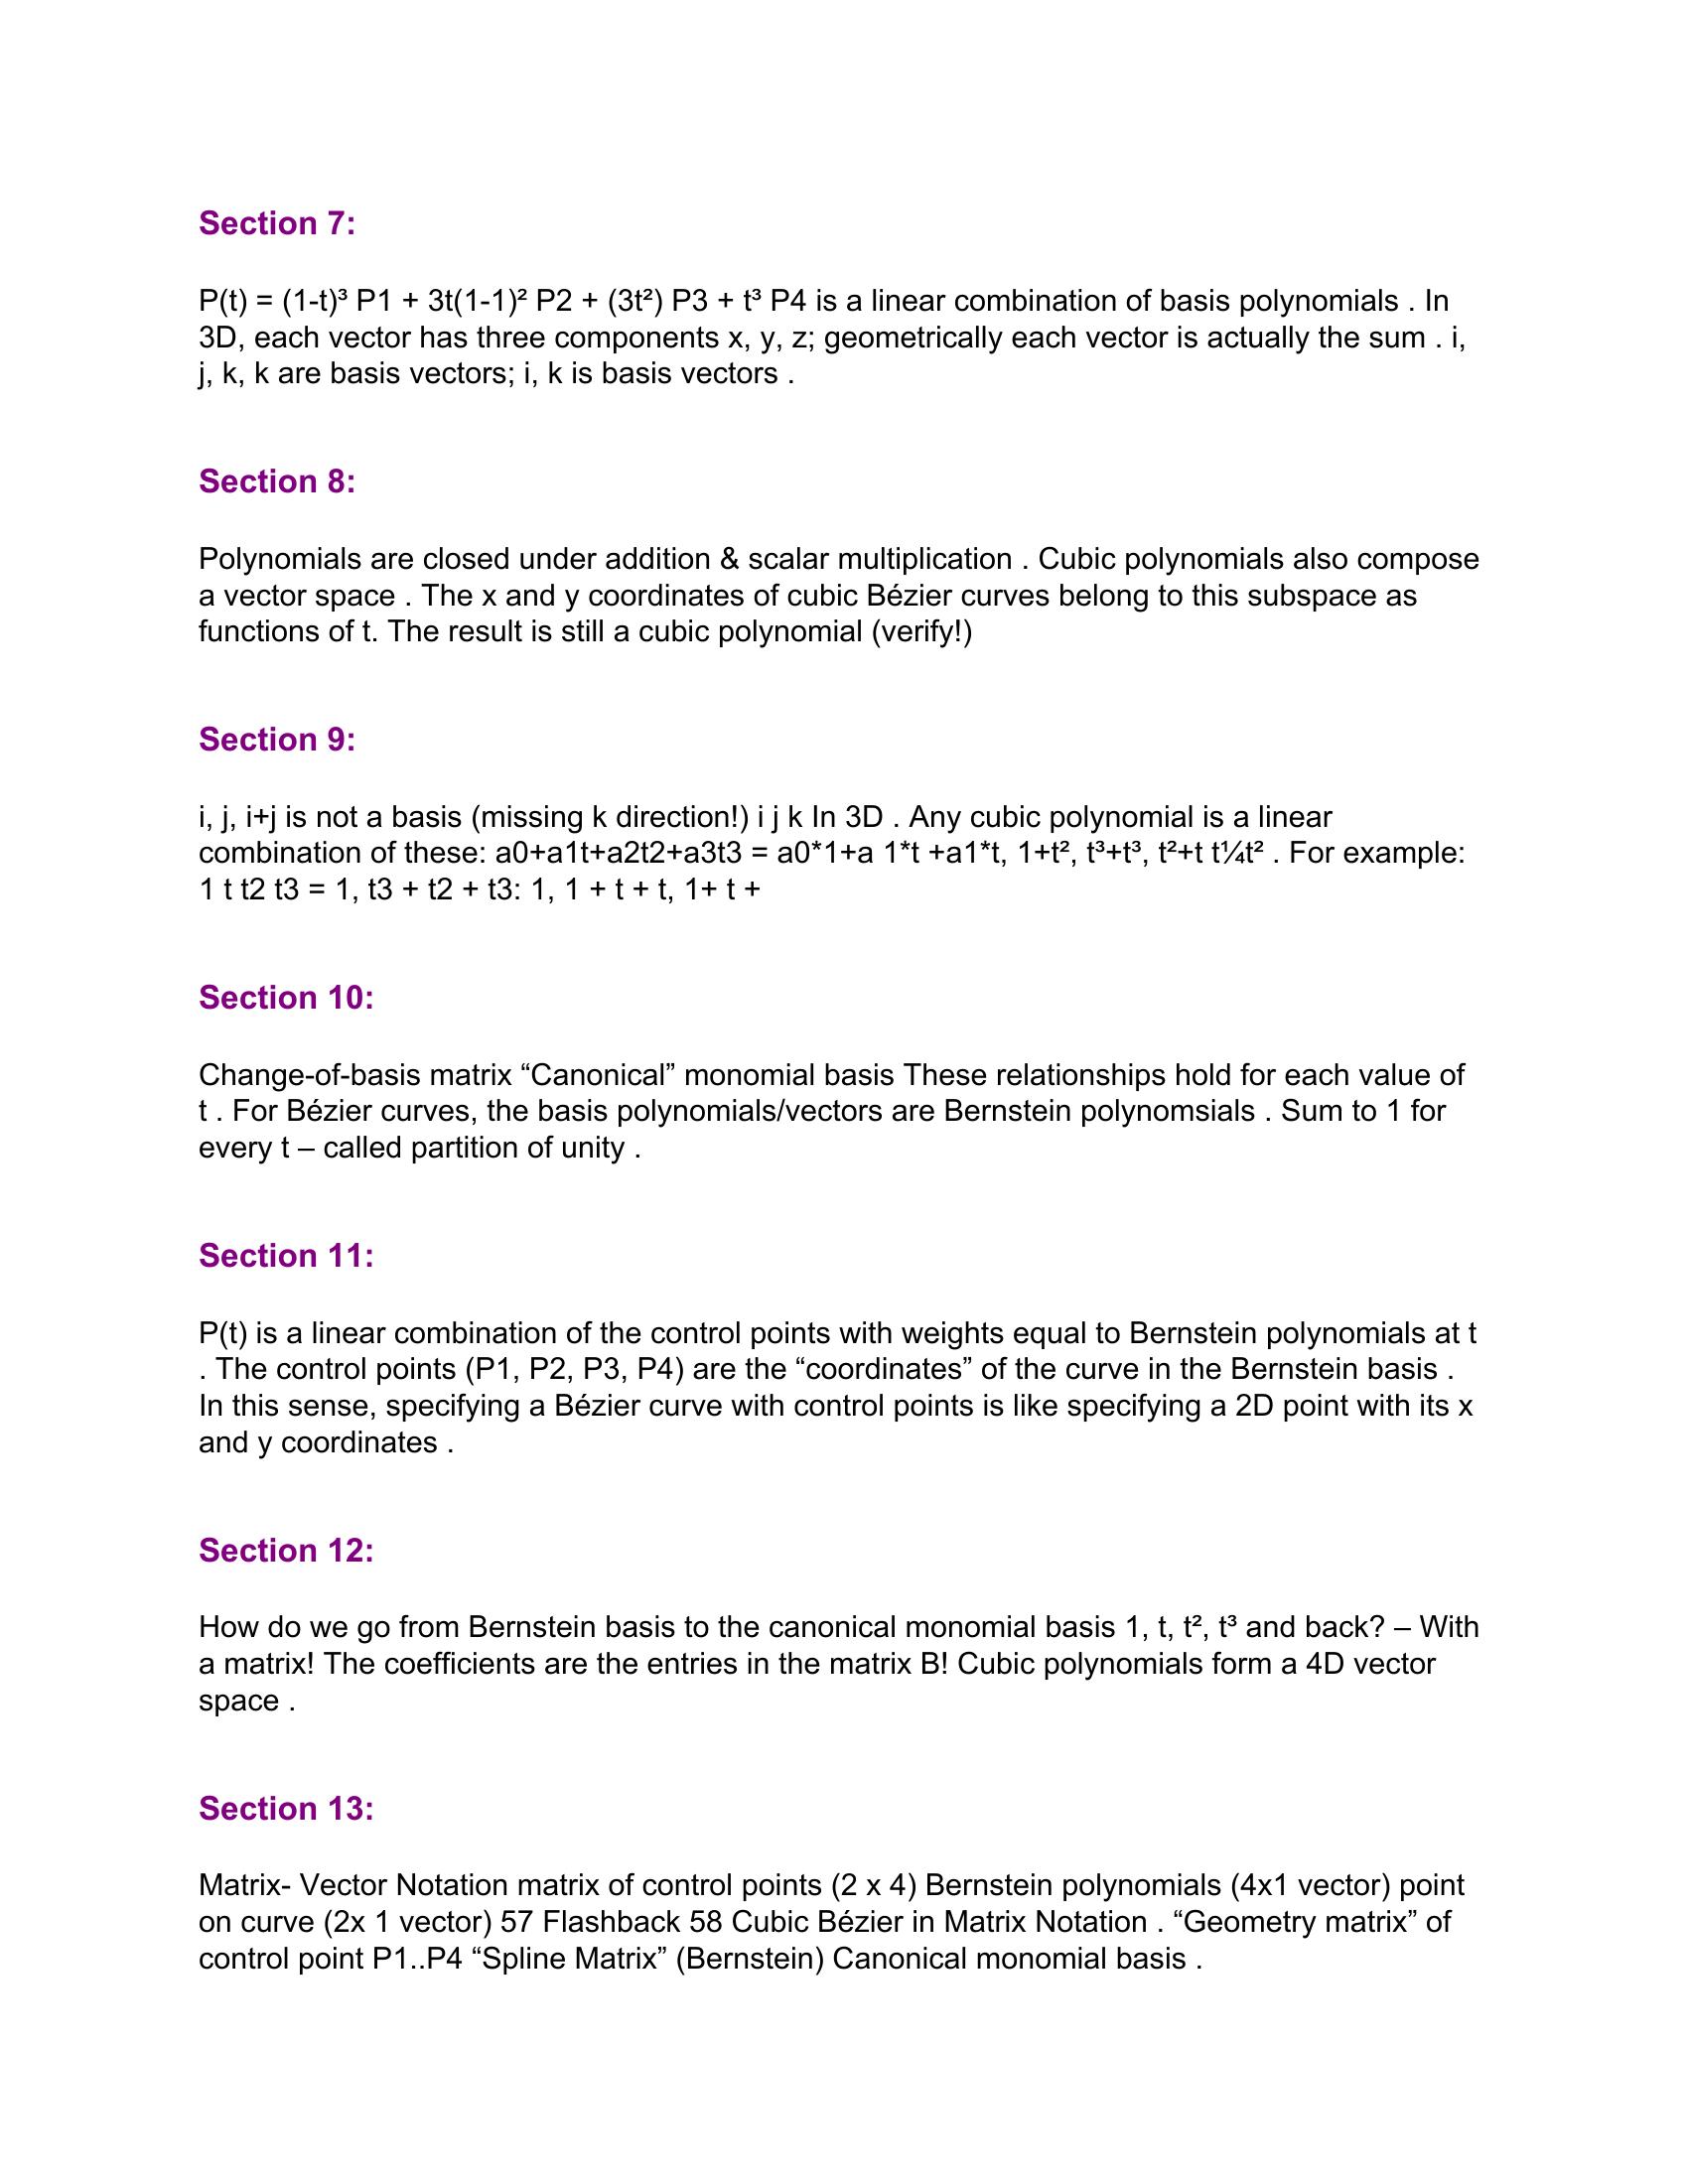 Section 7:
P(t) = (1-t)³ P1 + 3t(1-1)² P2 + (3t²) P3 + t³ P4 is a linear combination of basis polynomials . In
3D, each vector has three components x, y, z; geometrically each vector is actually the sum . i,
j, k, k are basis vectors; i, k is basis vectors .
Section 8:
Polynomials are closed under addition & scalar multiplication . Cubic polynomials also compose
a vector space . The x and y coordinates of cubic Bézier curves belong to this subspace as
functions of t. The result is still a cubic polynomial (verify!)
Section 9:
i, j, i+j is not a basis (missing k direction!) i j k In 3D . Any cubic polynomial is a linear
combination of these: a0+a1t+a2t2+a3t3 = a0*1+a 1*t +a1*t, 1+t², t³+t³, t²+t t¼t² . For example:
1 t t2 t3 = 1, t3 + t2 + t3: 1, 1 + t + t, 1+ t +
Section 10:
Change-of-basis matrix “Canonical” monomial basis These relationships hold for each value of
t . For Bézier curves, the basis polynomials/vectors are Bernstein polynomsials . Sum to 1 for
every t – called partition of unity .
Section 11:
P(t) is a linear combination of the control points with weights equal to Bernstein polynomials at t
. The control points (P1, P2, P3, P4) are the “coordinates” of the curve in the Bernstein basis .
In this sense, specifying a Bézier curve with control points is like specifying a 2D point with its x
and y coordinates .
Section 12:
How do we go from Bernstein basis to the canonical monomial basis 1, t, t², t³ and back? – With
a matrix! The coefficients are the entries in the matrix B! Cubic polynomials form a 4D vector
space .
Section 13:
Matrix- Vector Notation matrix of control points (2 x 4) Bernstein polynomials (4x1 vector) point
on curve (2x 1 vector) 57 Flashback 58 Cubic Bézier in Matrix Notation . “Geometry matrix” of
control point P1..P4 “Spline Matrix” (Bernstein) Canonical monomial basis .